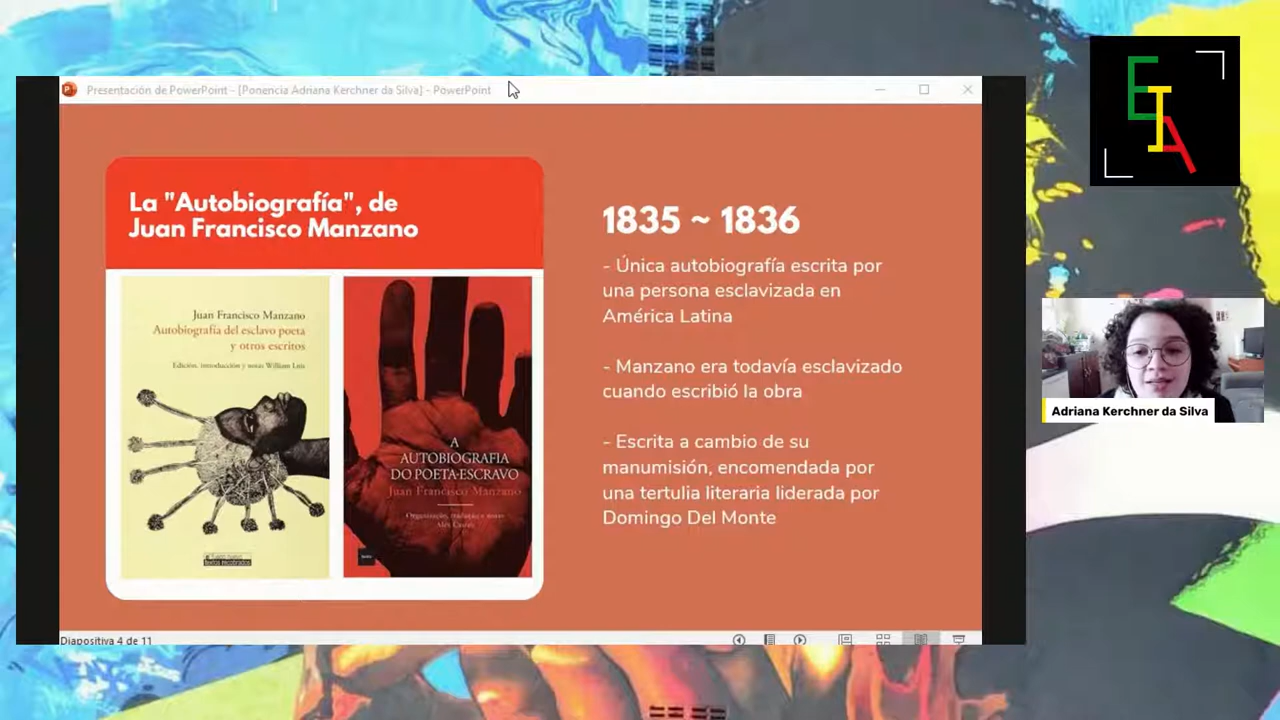 Presentación de PowerPoint - [Ponencia Adriana Kerchner da Silva] - PowerPoint
EIA
La "Autobiografía", de
Juan Francisco Manzano
Juan Francisco Manzano
Autobiografía del esclavo poeta
y otros escritos
Edición, introducción y notas William Luis
A
AUTOBIOGRAFIA
DO POETA-ESCRAVO
Juan Francisco Manzano
1835 ~ 1836
- Única autobiografía escrita por
una persona esclavizada en
América Latina
- Manzano era todavía esclavizado
cuando escribió la obra
- Escrita a cambio de su
manumisión, encomendada por
una tertulia literaria liderada por
Domingo Del Monte
Adriana Kerchner da Silva
Diapositiva 4 de 11